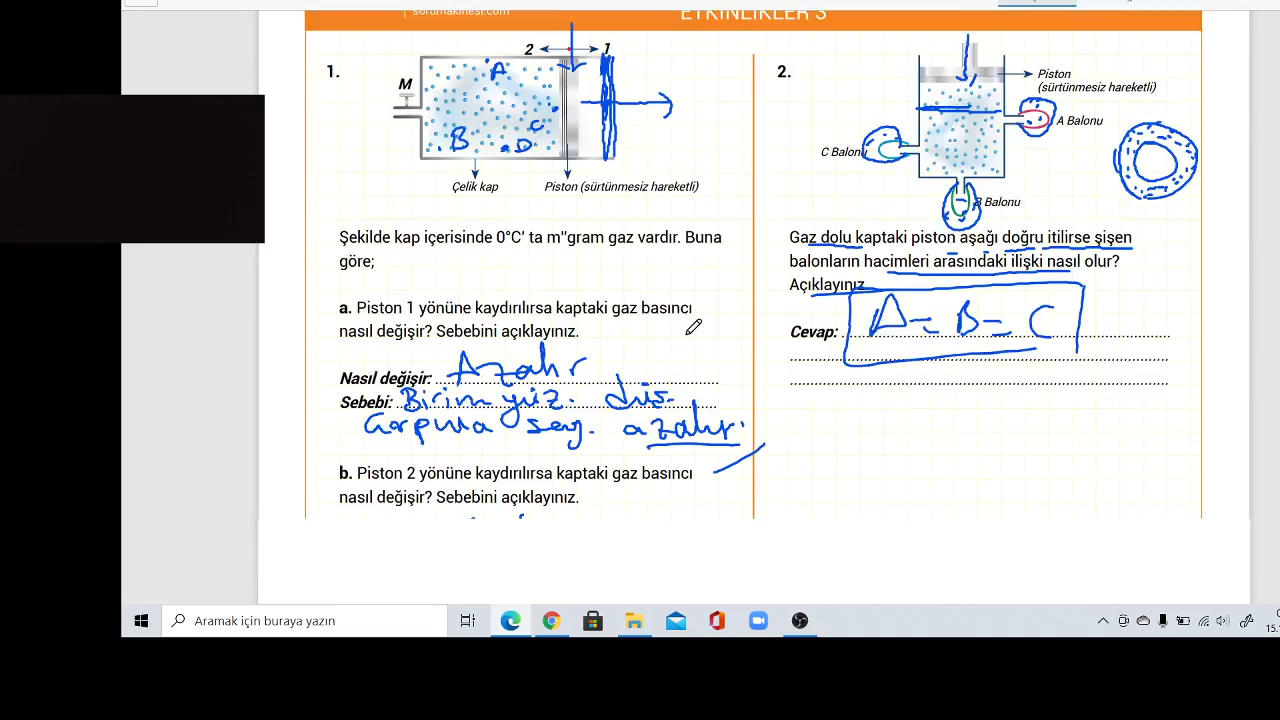 sorumakinesi.com
ETKİNLİKLER 3
1.
2
1
M
A
B
C
D
Çelik kap
Piston (sürtünmesiz hareketli)
Şekilde kap içerisinde 0°C' ta m"gram gaz vardır. Buna
göre;
a. Piston 1 yönüne kaydırılırsa kaptaki gaz basıncı
nasıl değişir? Sebebini açıklayınız.
Nasıl değişir: Azalır
Sebebi: Birim yüz. düş.
Çarpma say. azalır.
b. Piston 2 yönüne kaydırılırsa kaptaki gaz basıncı
nasıl değişir? Sebebini açıklayınız.
2.
Piston
(sürtünmesiz hareketli)
A Balonu
C Balonu
B Balonu
Gaz dolu kaptaki piston aşağı doğru itilirse şişen
balonların hacimleri arasındaki ilişki nasıl olur?
Açıklayınız
Cevap: A = B = C
Aramak için buraya yazın
15.